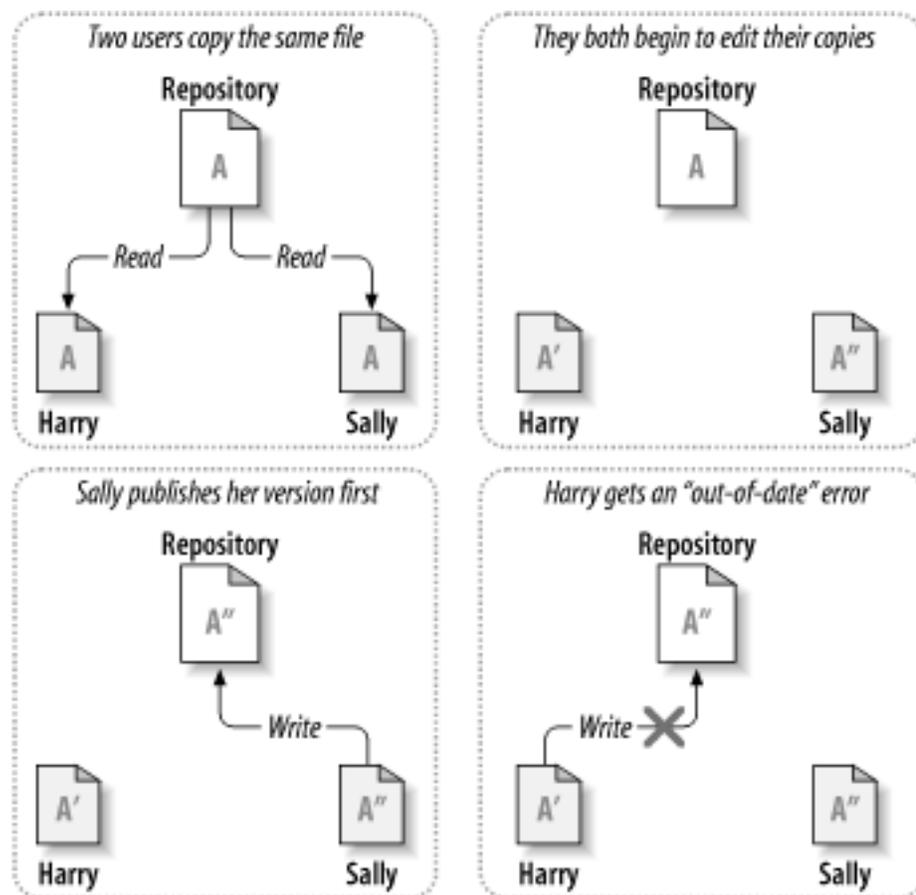 Two users copy the same file
Repository
A
Read Read
A A
Harry Sally
They both begin to edit their copies
Repository
A
A' A"
Harry Sally
Sally publishes her version first
Repository
A"
Write
A' A"
Harry Sally
Harry gets an “out-of-date” error
Repository
A"
Write
A' A"
Harry Sally